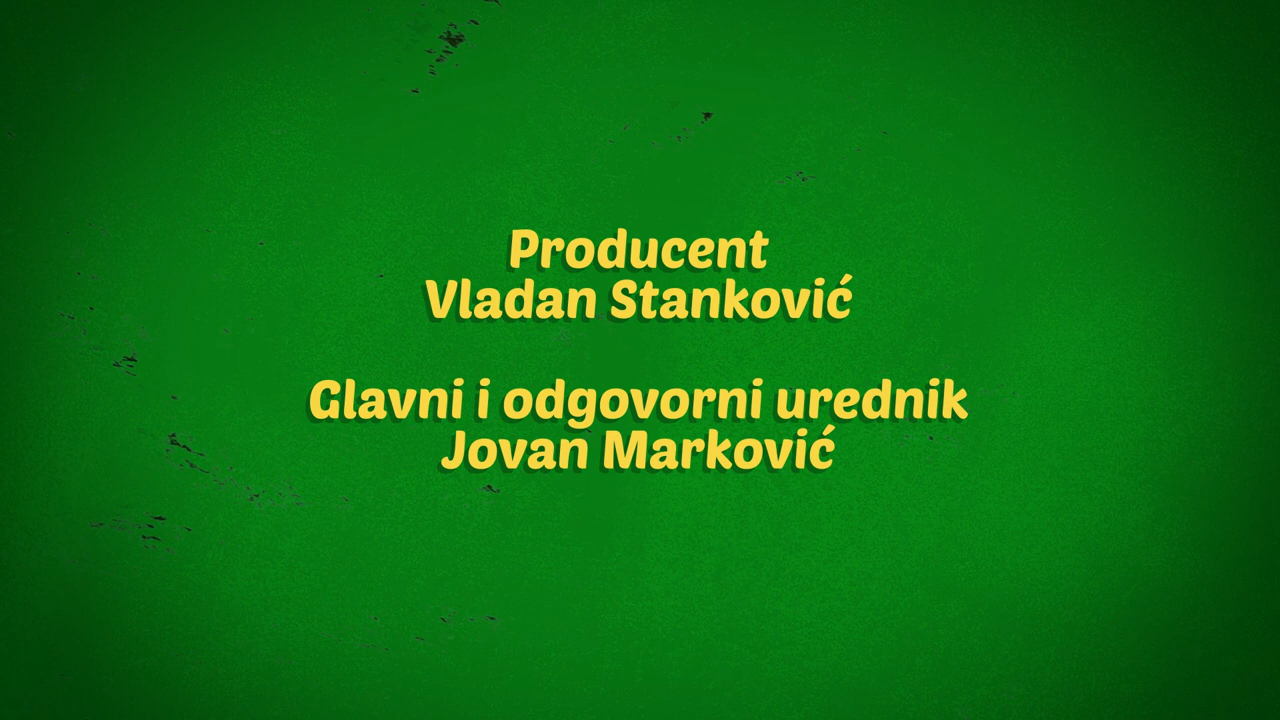 Producent
Vladan Stanković
Glavni i odgovorni urednik
Jovan Marković